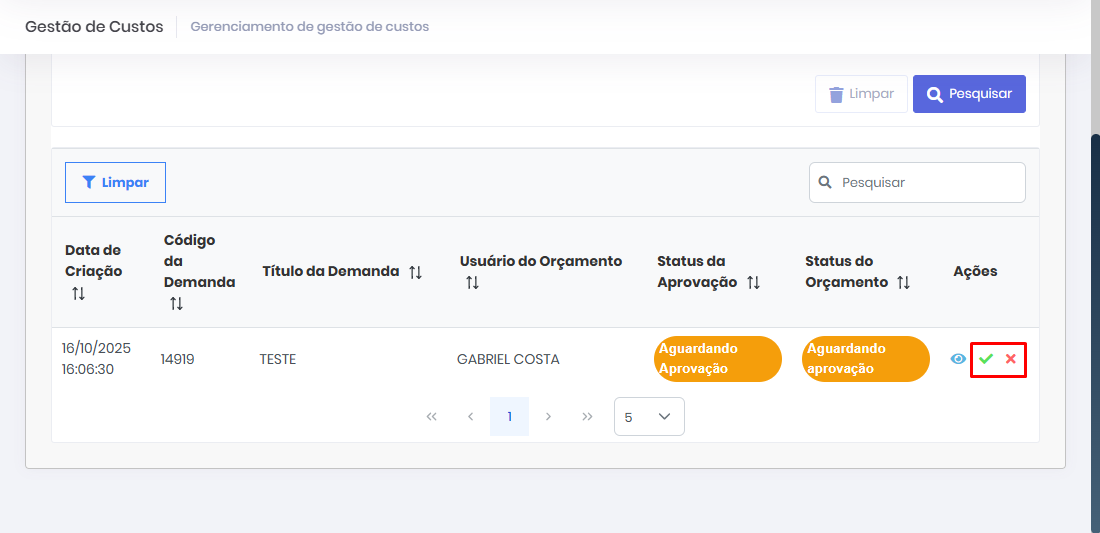 Gestão de Custos
Gerenciamento de gestão de custos
Limpar
Pesquisar
Limpar
Pesquisar
Data de
Criação
Código
da
Demanda
Título da Demanda
Usuário do Orçamento
Status da
Aprovação
Status do
Orçamento
Ações
16/10/2025
16:06:30
14919
TESTE
GABRIEL COSTA
Aguardando
Aprovação
Aguardando
aprovação
1
5